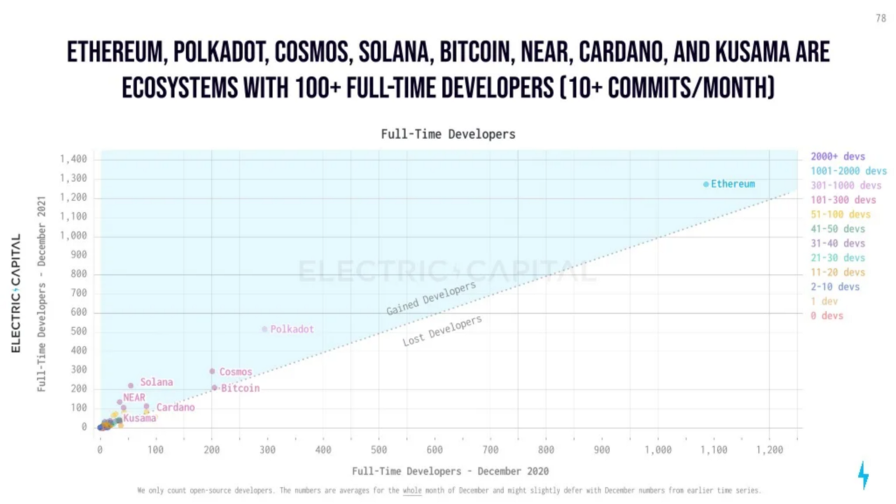 78
ETHEREUM, POLKADOT, COSMOS, SOLANA, BITCOIN, NEAR, CARDANO, AND KUSAMA ARE
ECOSYSTEMS WITH 100+ FULL-TIME DEVELOPERS (10+ COMMITS/MONTH)
Full-Time Developers
ELECTRIC CAPITAL
Full-Time Developers - December 2021
1,400
1,300
1,200
1,100
1,000
900
800
700
600
500
400
300
200
100
0
Ethereum
ELECTRIC CAPITAL
Gained Developers
Lost Developers
Polkadot
Cosmos
Solana
Bitcoin
NEAR
Cardano
Kusama
2000+ devs
1001-2000 devs
301-1000 devs
101-300 devs
51-100 devs
41-50 devs
31-40 devs
21-30 devs
11-20 devs
2-10 devs
1 dev
0 devs
0 100 200 300 400 500 600 700 800 900 1,000 1,100 1,200
Full-Time Developers - December 2020
We only count open-source developers. The numbers are averages for the whole month of December and might slightly defer with December numbers from earlier time series.